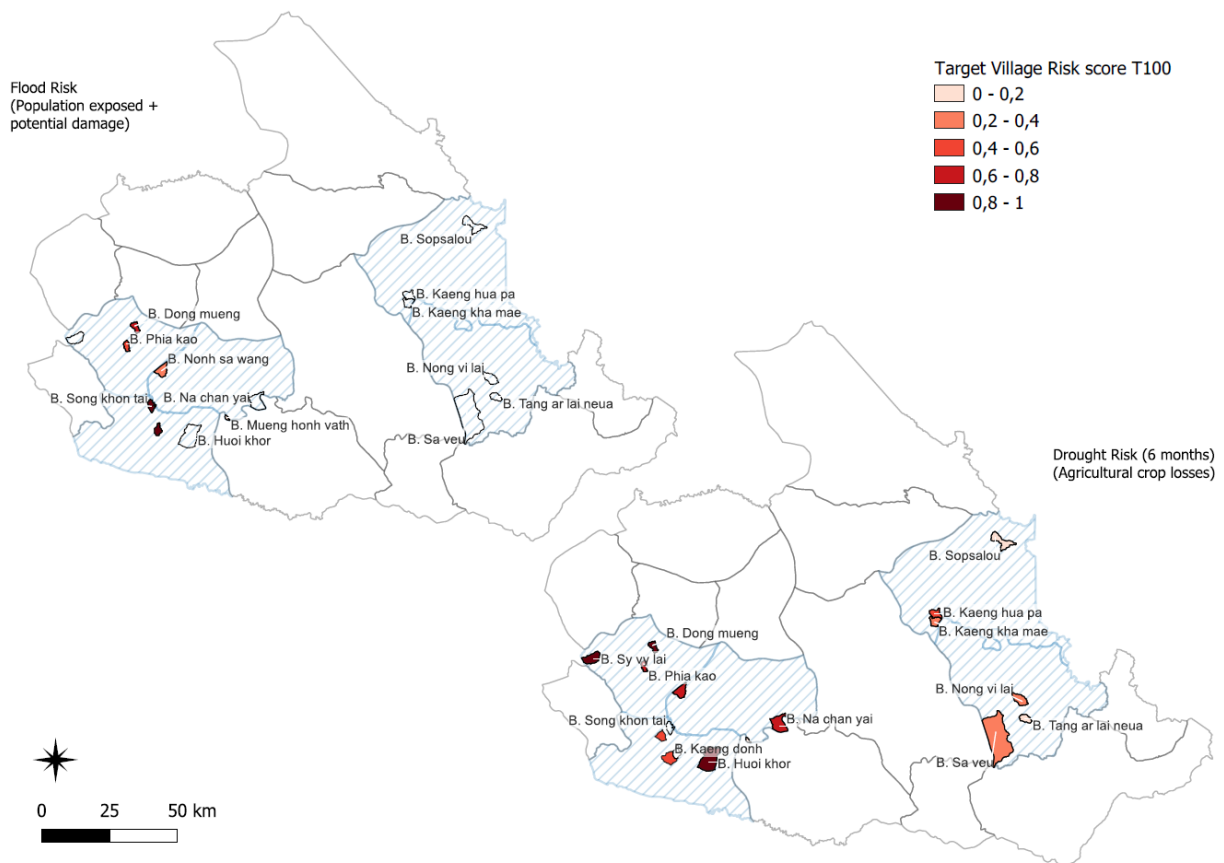 Flood Risk
(Population exposed +
potential damage)
Target Village Risk score T100
0 - 0,2
0,2 - 0,4
0,4 - 0,6
0,6 - 0,8
0,8 - 1
B. Sopsalou
B. Kaeng hua pa
B. Kaeng kha mae
B. Dong mueng
B. Phia kao
B. Nonh sa wang
B. Nong vi lai
B. Song khon tai
B. Na chan yai
B. Tang ar lai neua
B. Mueng honh vath
B. Huoi khor
B. Sa veu
Drought Risk (6 months)
(Agricultural crop losses)
B. Sopsalou
B. Kaeng hua pa
B. Kaeng kha mae
B. Dong mueng
B. Sy vy lai
B. Phia kao
B. Nong vi lai
B. Song khon tai
B. Na chan yai
B. Tang ar lai neua
B. Kaeng donh
B. Huoi khor
B. Sa veu
0 25 50 km